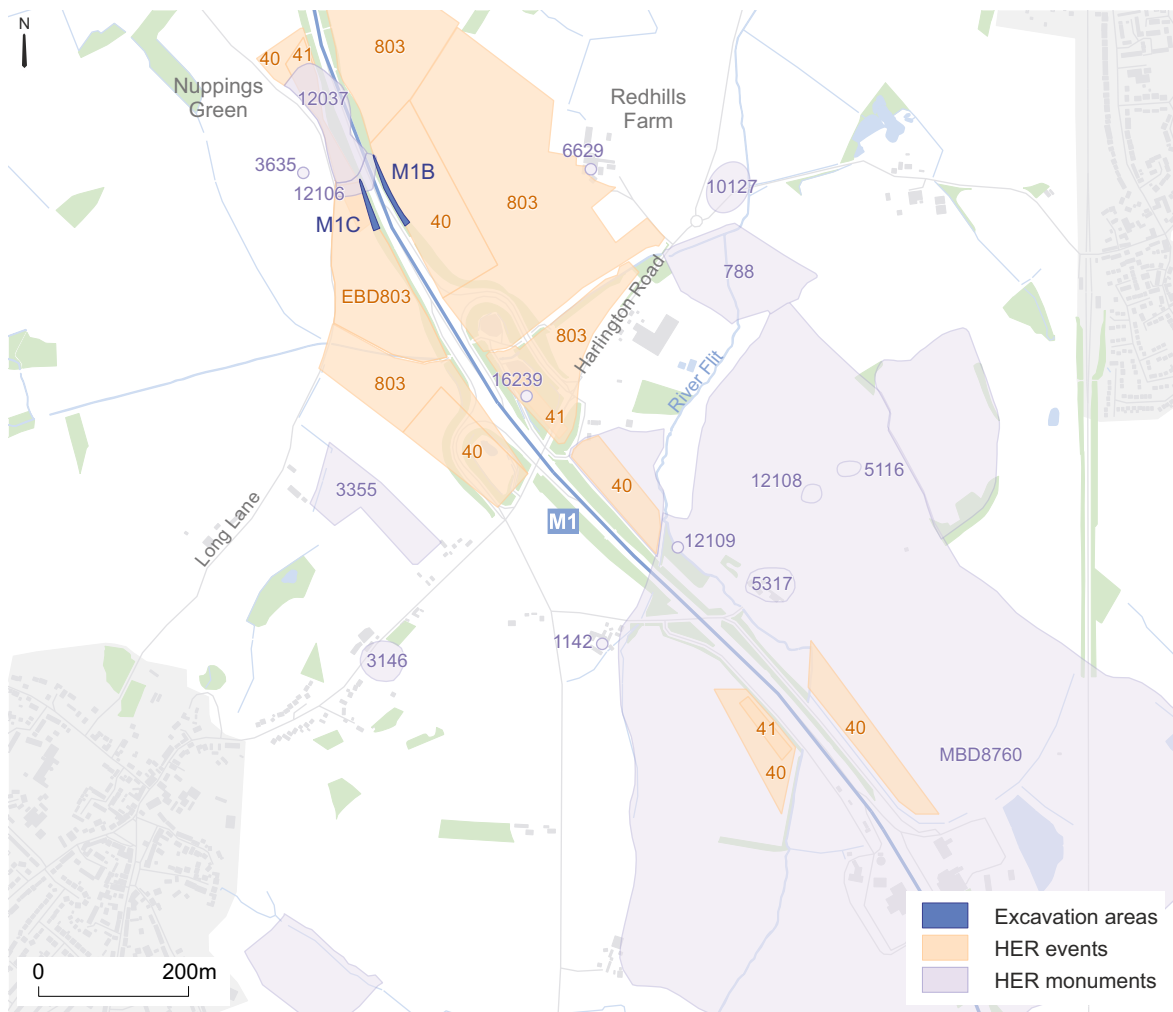 N
803
40
41
Nuppings
Green
12037
Redhills
Farm
6629
3635
M1B
12106
10127
803
M1C
40
788
EBD803
Harlington Road
803
River Flit
16239
803
41
40
5116
3355
40
12108
Long Lane
M1
12109
5317
1142
3146
41
40
MBD8760
40
Excavation areas
HER events
HER monuments
0
200m